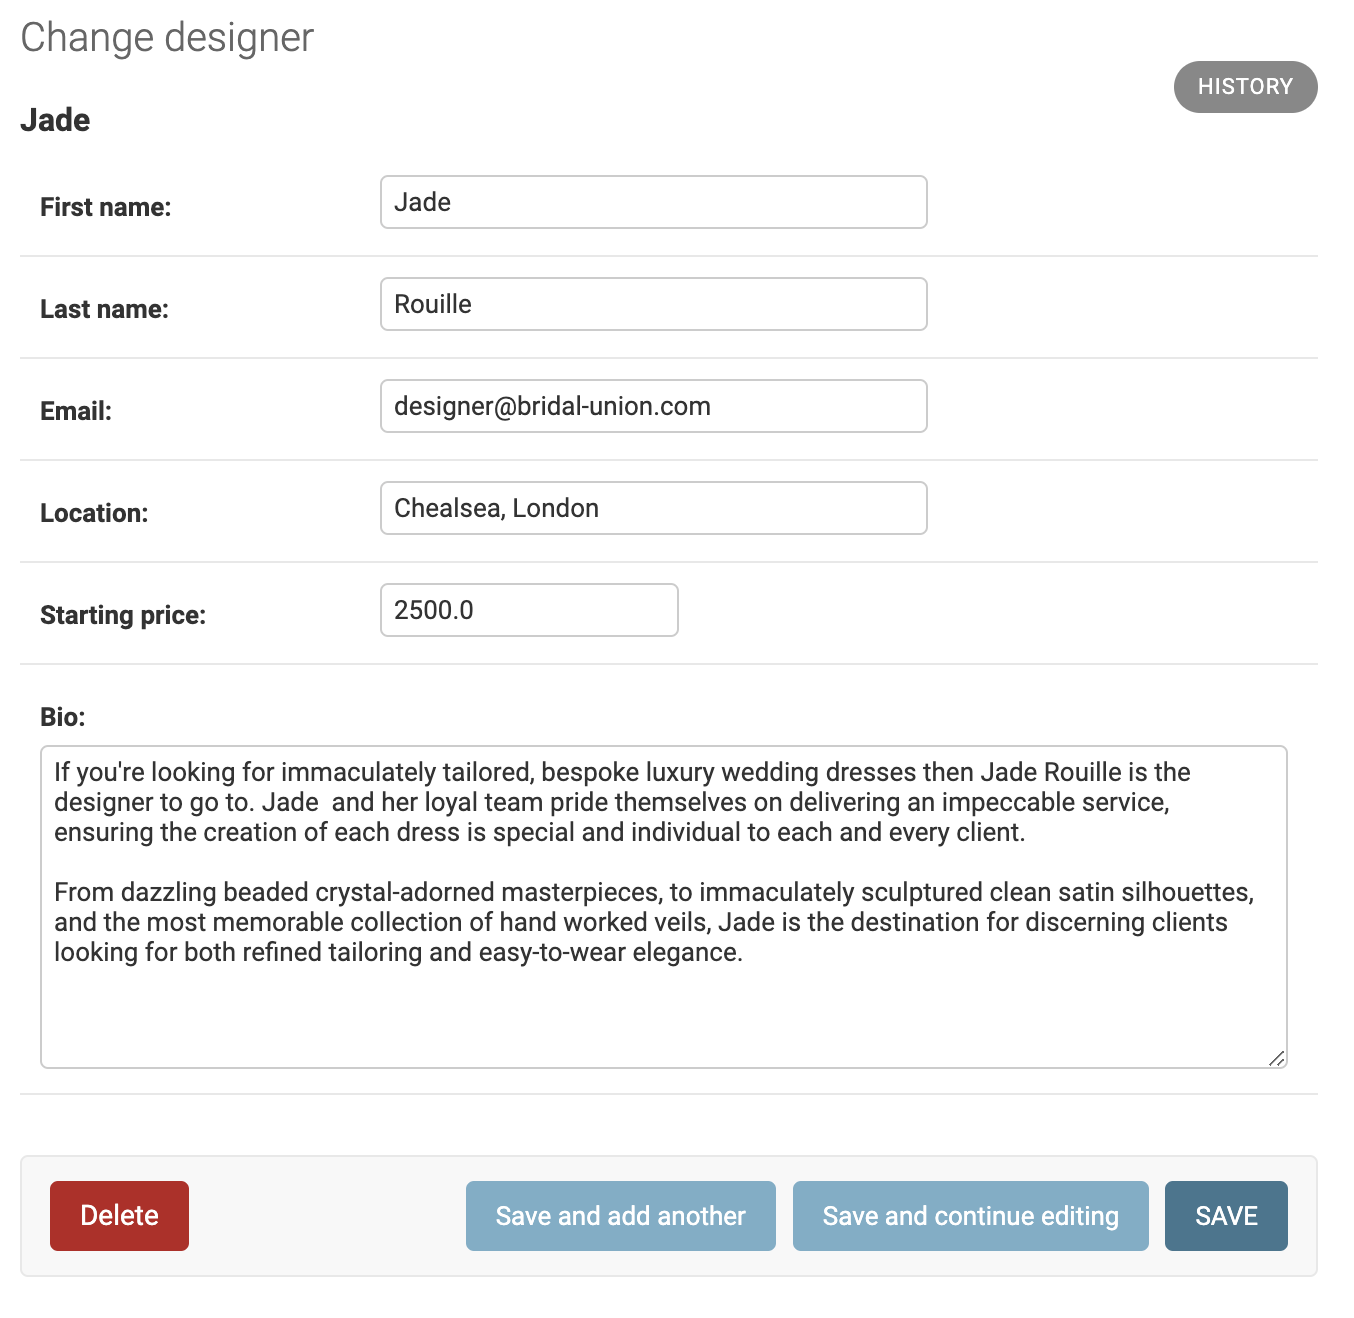 Change designer
HISTORY
Jade
First name:
Jade
Last name:
Rouille
Email:
designer@bridal-union.com
Location:
Chealsea, London
Starting price:
2500.0
Bio:
If you're looking for immaculately tailored, bespoke luxury wedding dresses then Jade Rouille is the
designer to go to. Jade  and her loyal team pride themselves on delivering an impeccable service,
ensuring the creation of each dress is special and individual to each and every client.
From dazzling beaded crystal-adorned masterpieces, to immaculately sculptured clean satin silhouettes,
and the most memorable collection of hand worked veils, Jade is the destination for discerning clients
looking for both refined tailoring and easy-to-wear elegance.
Delete
Save and add another
Save and continue editing
SAVE